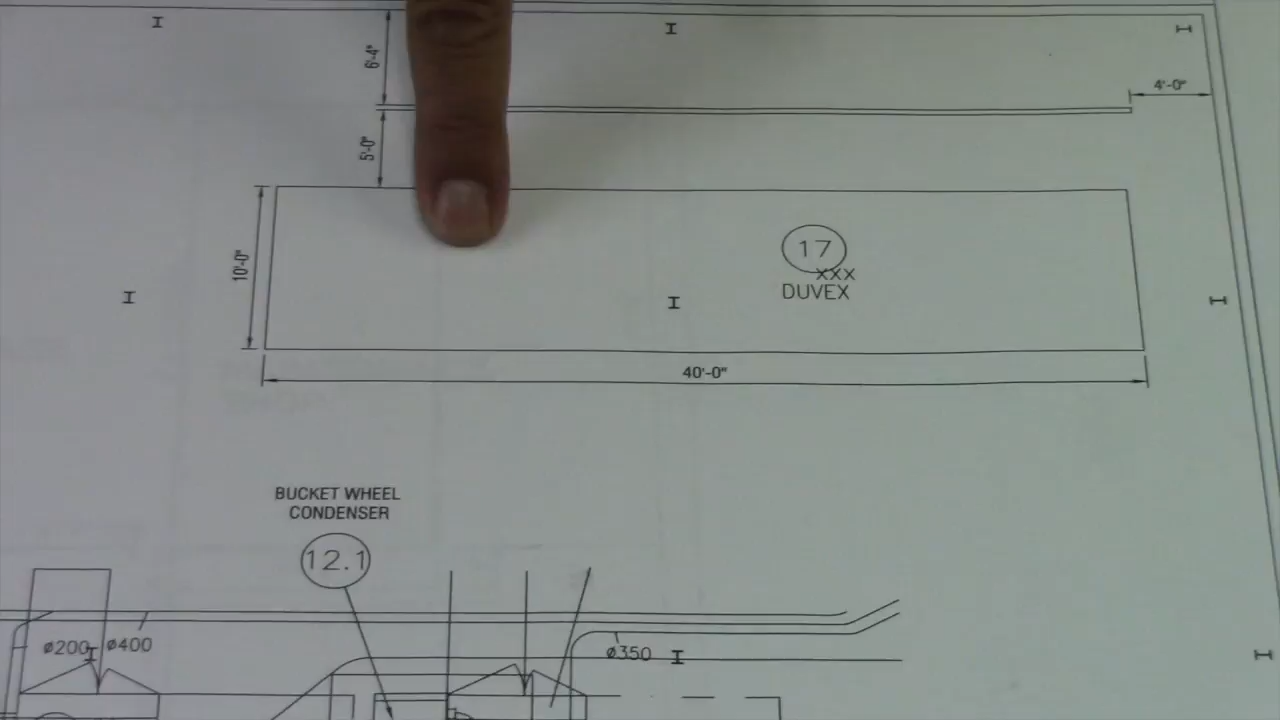 6'-4"
4'-0"
5'-0"
10'-0"
17
XXX
DUVEX
40'-0"
BUCKET WHEEL
CONDENSER
12.1
ø200
ø400
ø350